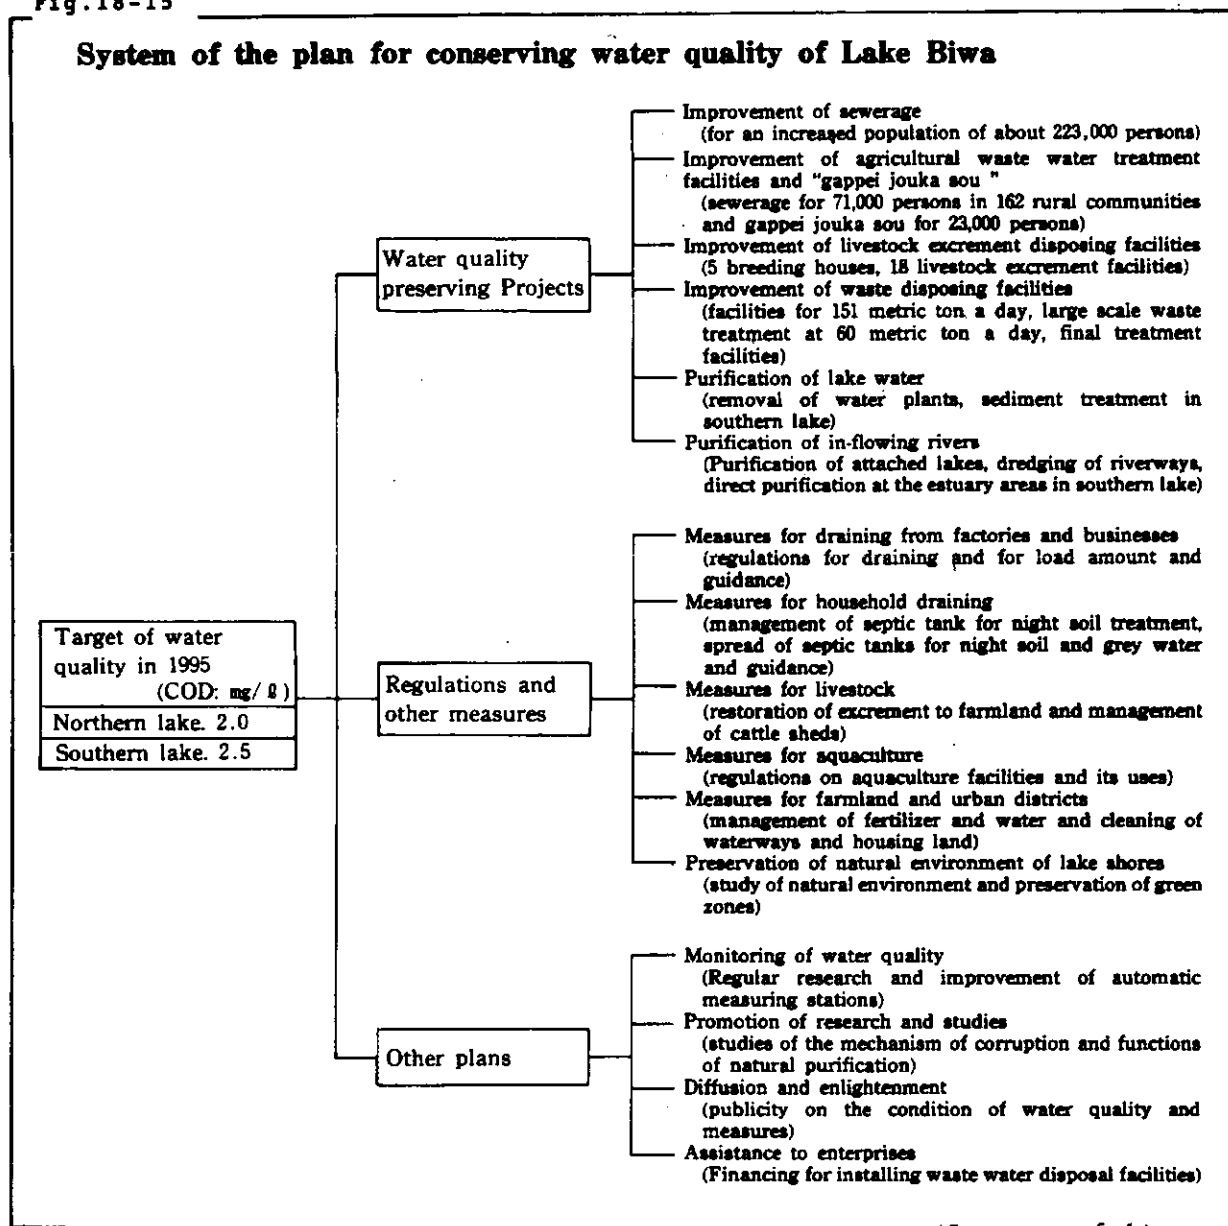 Fig.18-15
System of the plan for conserving water quality of Lake Biwa
Target of water
quality in 1995
(COD: mg/ℓ)
Northern lake. 2.0
Southern lake. 2.5
Water quality
preserving Projects
Improvement of sewerage
(for an increased population of about 223,000 persons)
Improvement of agricultural waste water treatment
facilities and "gappei jouka sou "
(sewerage for 71,000 persons in 162 rural communities
and gappei jouka sou for 23,000 persons)
Improvement of livestock excrement disposing facilities
(5 breeding houses, 18 livestock excrement facilities)
Improvement of waste disposing facilities
(facilities for 151 metric ton a day, large scale waste
treatment at 60 metric ton a day, final treatment
facilities)
Purification of lake water
(removal of water plants, sediment treatment in
southern lake)
Purification of in-flowing rivers
(Purification of attached lakes, dredging of riverways,
direct purification at the estuary areas in southern lake)
Regulations and
other measures
Measures for draining from factories and businesses
(regulations for draining and for load amount and
guidance)
Measures for household draining
(management of septic tank for night soil treatment,
spread of septic tanks for night soil and grey water
and guidance)
Measures for livestock
(restoration of excrement to farmland and management
of cattle sheds)
Measures for aquaculture
(regulations on aquaculture facilities and its uses)
Measures for farmland and urban districts
(management of fertilizer and water and cleaning of
waterways and housing land)
Preservation of natural environment of lake shores
(study of natural environment and preservation of green
zones)
Other plans
Monitoring of water quality
(Regular research and improvement of automatic
measuring stations)
Promotion of research and studies
(studies of the mechanism of corruption and functions
of natural purification)
Diffusion and enlightenment
(publicity on the condition of water quality and
measures)
Assistance to enterprises
(Financing for installing waste water disposal facilities)